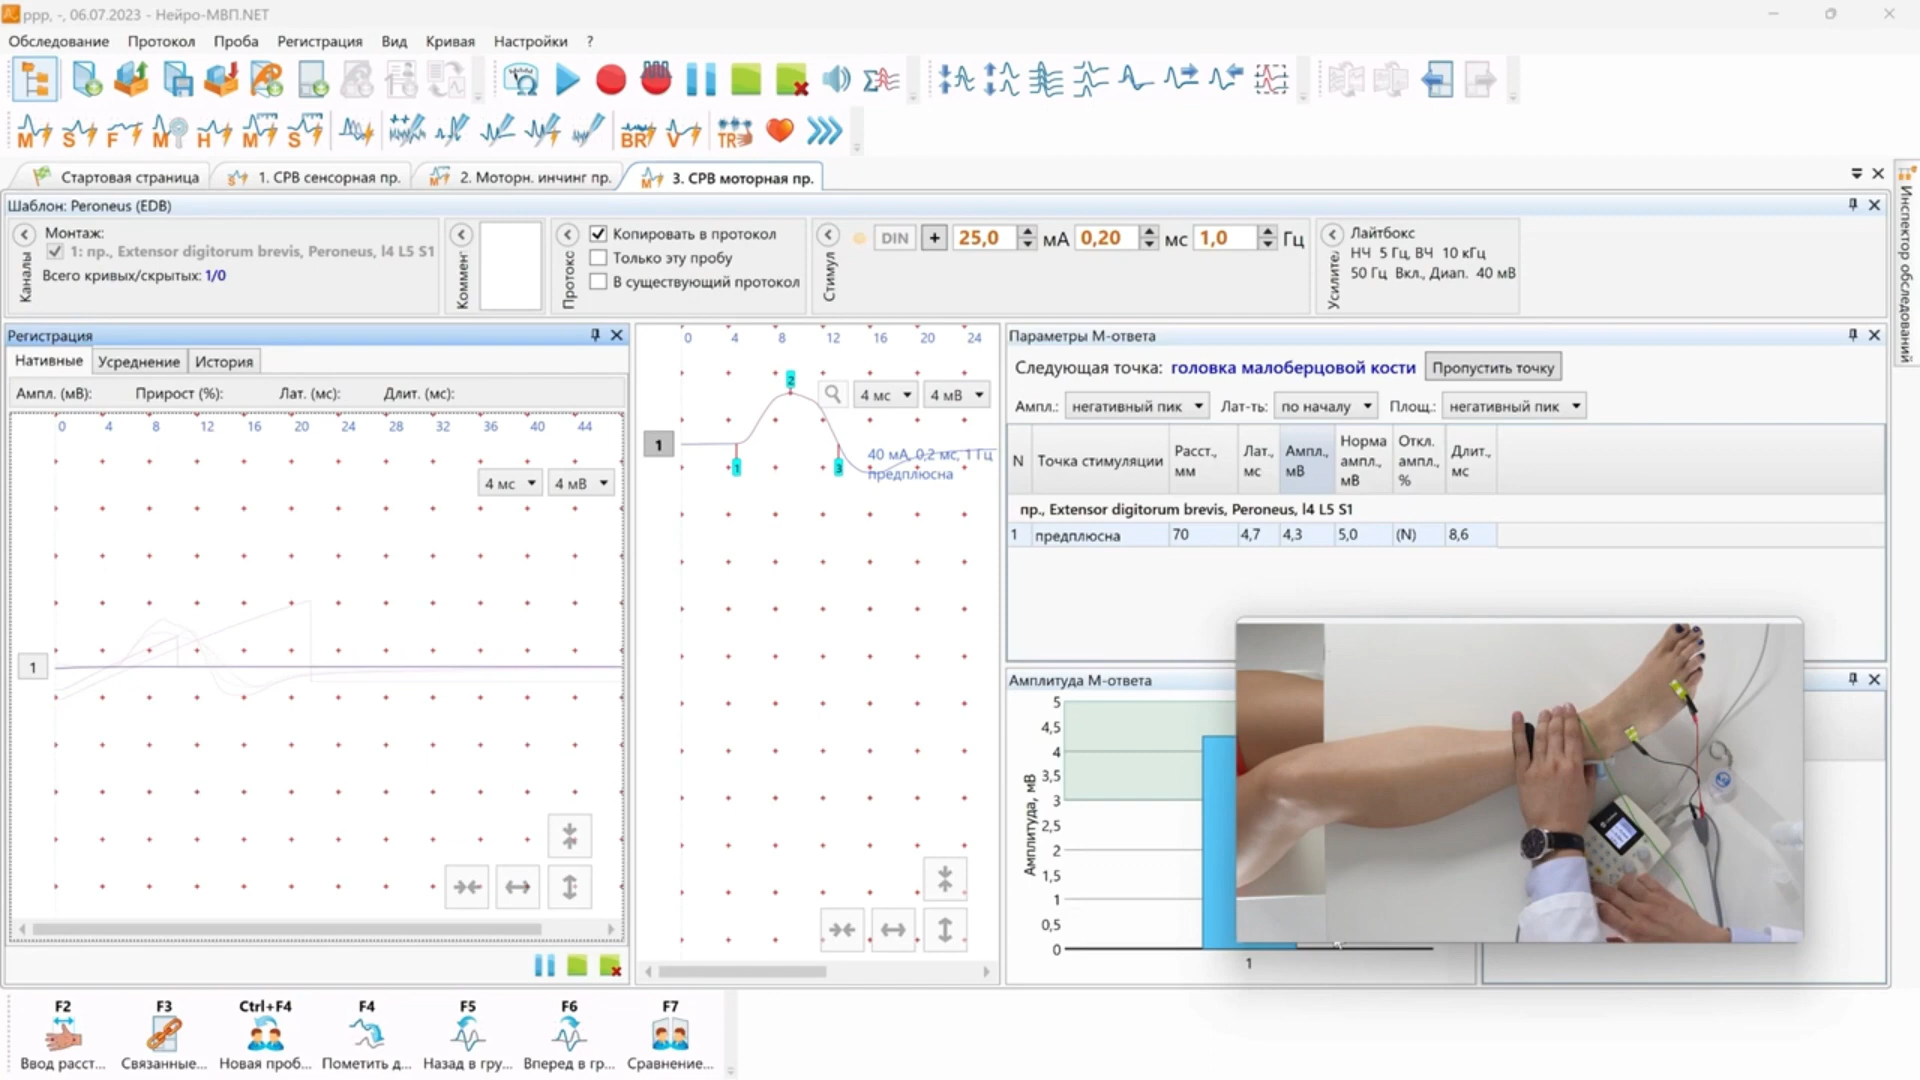 ppp, -, 06.07.2023 - Нейро-МВП.NET
Обследование Протокол Проба Регистрация Вид Кривая Настройки ?
M S F M H M S BR V TR
Стартовая страница 1. СРВ сенсорная пр. 2. Моторн. инчинг пр. 3. СРВ моторная пр.
Шаблон: Peroneus (EDB)
Каналы
Монтаж:
1: пр., Extensor digitorum brevis, Peroneus, l4 L5 S1
Всего кривых/скрытых: 1/0
Коммен
Протокс
Копировать в протокол
Только эту пробу
В существующий протокол
Стимул
DIN + 25,0 мА 0,20 мс 1,0 Гц
Усилите
Лайтбокс
НЧ 5 Гц, ВЧ 10 кГц
50 Гц Вкл., Диап. 40 мВ
Инспектор обследований
Регистрация
Нативные Усреднение История
Ампл. (мВ): Прирост (%): Лат. (мс): Длит. (мс):
0 4 8 12 16 20 24 28 32 36 40 44
4 мс 4 мВ
1
0 4 8 12 16 20 24
2
4 мс 4 мВ
1
1 3
40 мА, 0,2 мс, 1 Гц
предплюсна
Параметры М-ответа
Следующая точка: головка малоберцовой кости Пропустить точку
Ампл.: негативный пик Лат-ть: по началу Площ.: негативный пик
N Точка стимуляции Расст., мм Лат., мс Ампл., мВ Норма ампл., мВ Откл. ампл., % Длит., мс
пр., Extensor digitorum brevis, Peroneus, l4 L5 S1
1 предплюсна 70 4,7 4,3 5,0 (N) 8,6
Амплитуда М-ответа
Амплитуда, мВ
5
4,5
4
3,5
3
2,5
2
1,5
1
0,5
0
1
F2 F3 Ctrl+F4 F4 F5 F6 F7
Ввод расст... Связанные... Новая проб... Пометить д... Назад в гру... Вперед в гр... Сравнение...